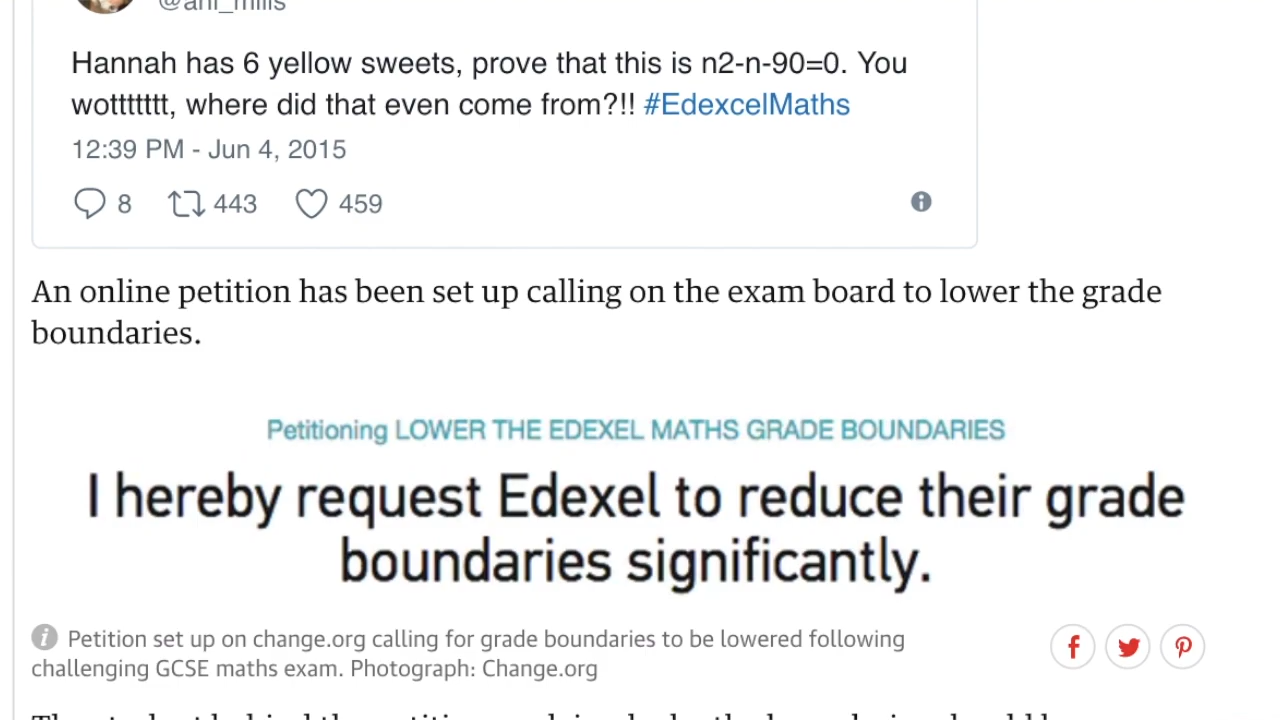 @ani_mills
Hannah has 6 yellow sweets, prove that this is n2-n-90=0. You
wottttttt, where did that even come from?!! #EdexcelMaths
12:39 PM - Jun 4, 2015
8 443 459
An online petition has been set up calling on the exam board to lower the grade
boundaries.
Petitioning LOWER THE EDEXEL MATHS GRADE BOUNDARIES
I hereby request Edexel to reduce their grade
boundaries significantly.
Petition set up on change.org calling for grade boundaries to be lowered following
challenging GCSE maths exam. Photograph: Change.org